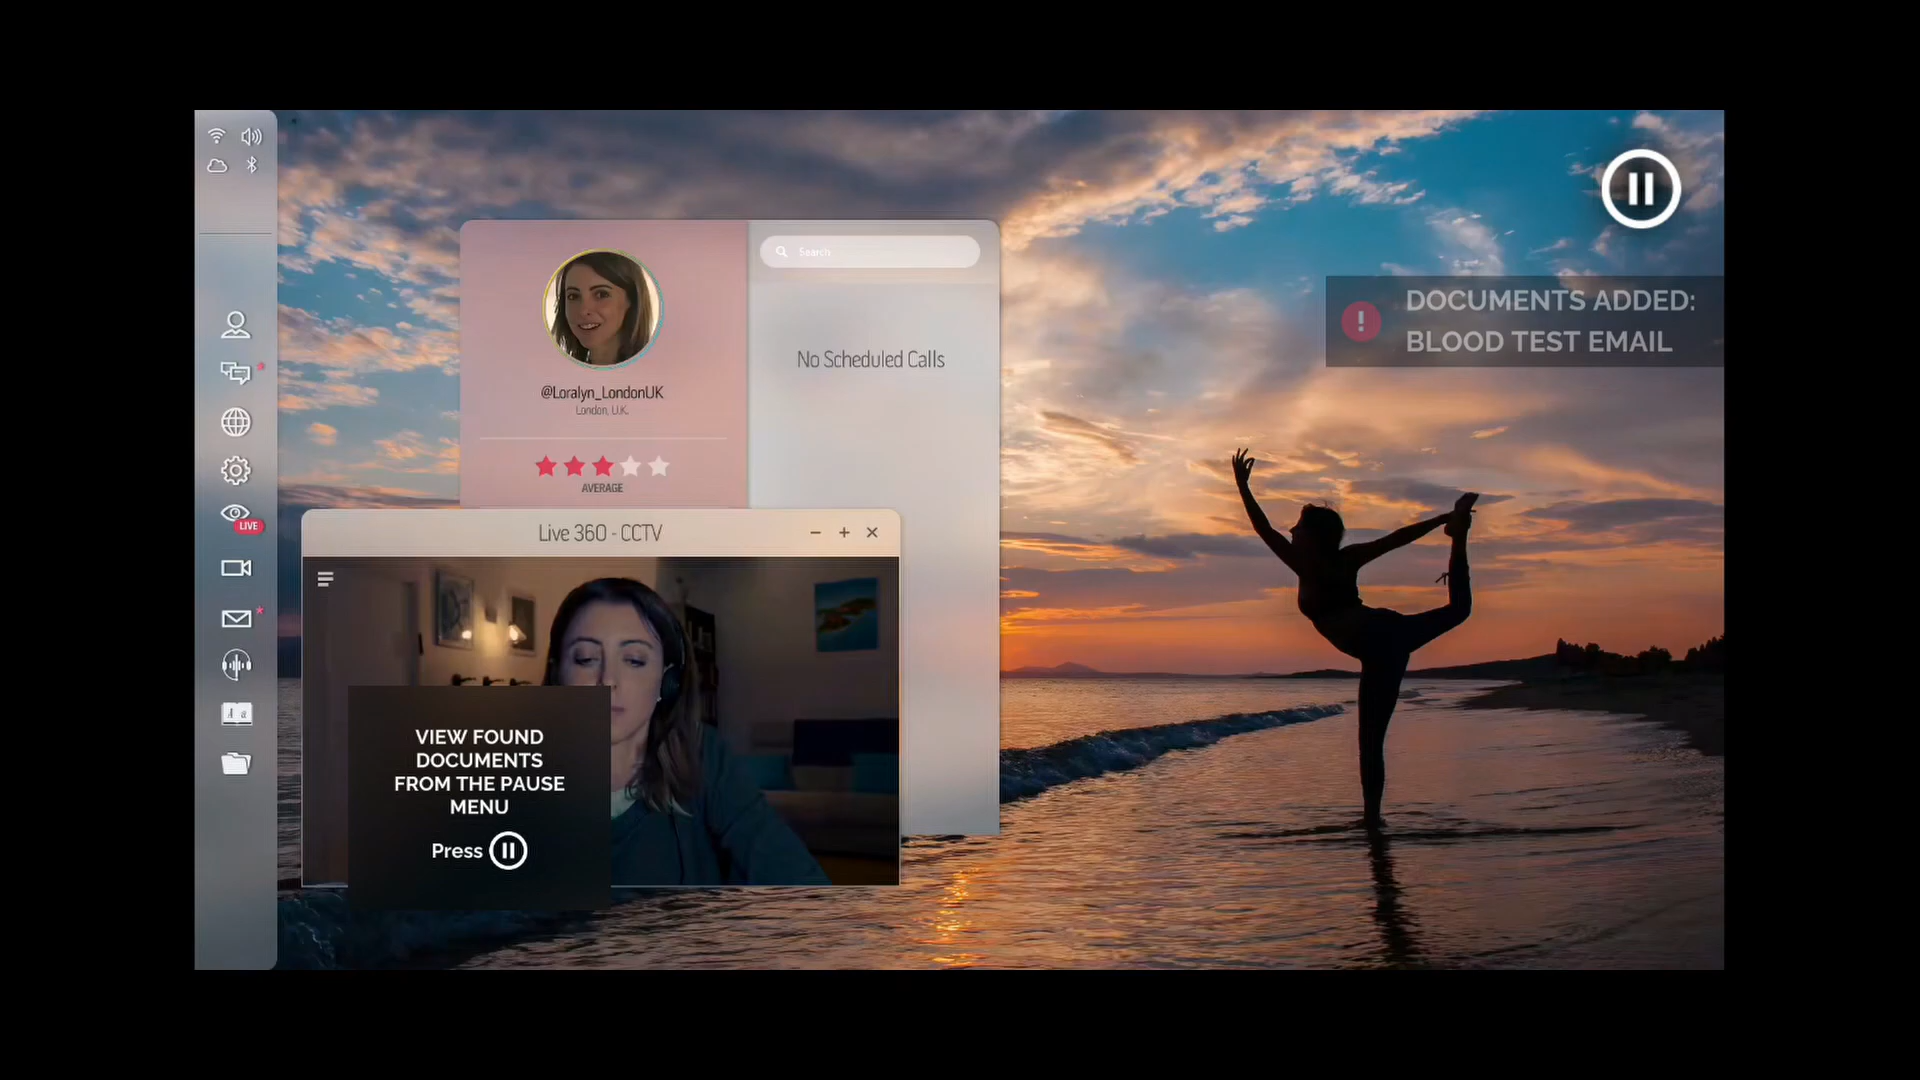 Search
No Scheduled Calls
@Loralyn_LondonUK
London, U.K.
AVERAGE
DOCUMENTS ADDED:
BLOOD TEST EMAIL
LIVE
Live 360 - CCTV
VIEW FOUND
DOCUMENTS
FROM THE PAUSE
MENU
Press
A a